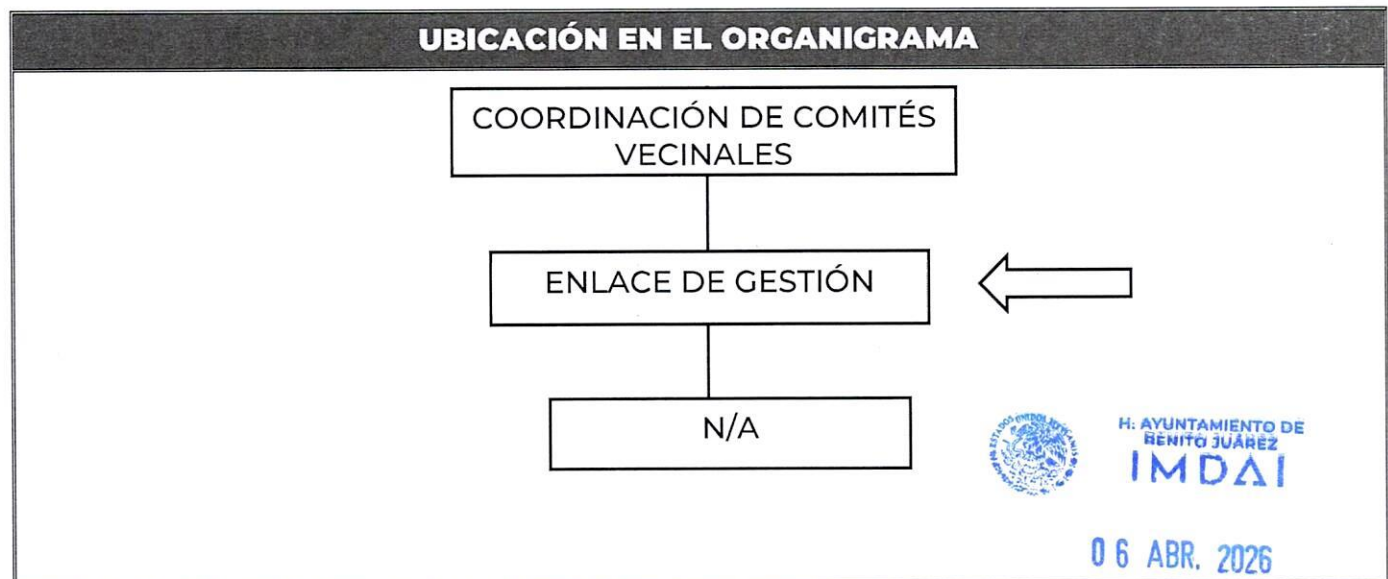 UBICACIÓN EN EL ORGANIGRAMA
COORDINACIÓN DE COMITÉS
VECINALES
ENLACE DE GESTIÓN
N/A
H. AYUNTAMIENTO DE
BENITO JUÁREZ
IMDAI
06 ABR. 2026